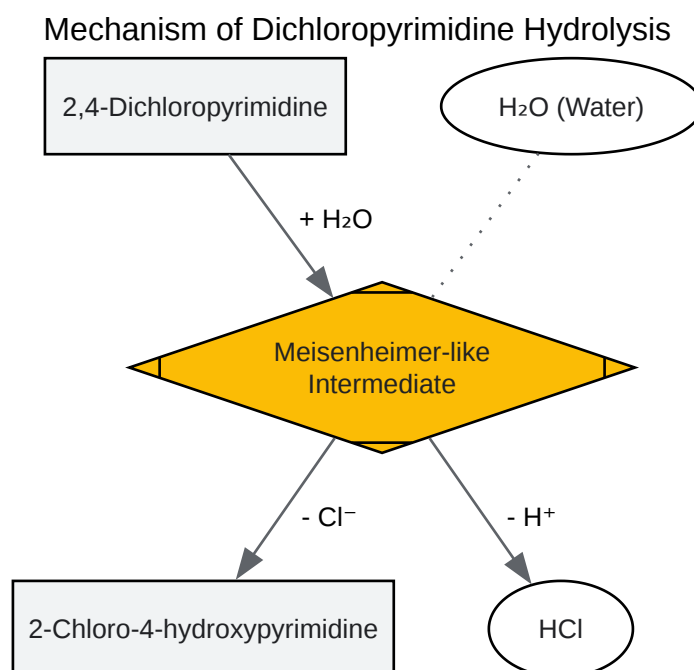 Mechanism of Dichloropyrimidine Hydrolysis
2,4-Dichloropyrimidine
H₂O (Water)
+ H₂O
Meisenheimer-like
Intermediate
- Cl⁻
- H⁺
2-Chloro-4-hydroxypyrimidine
HCl